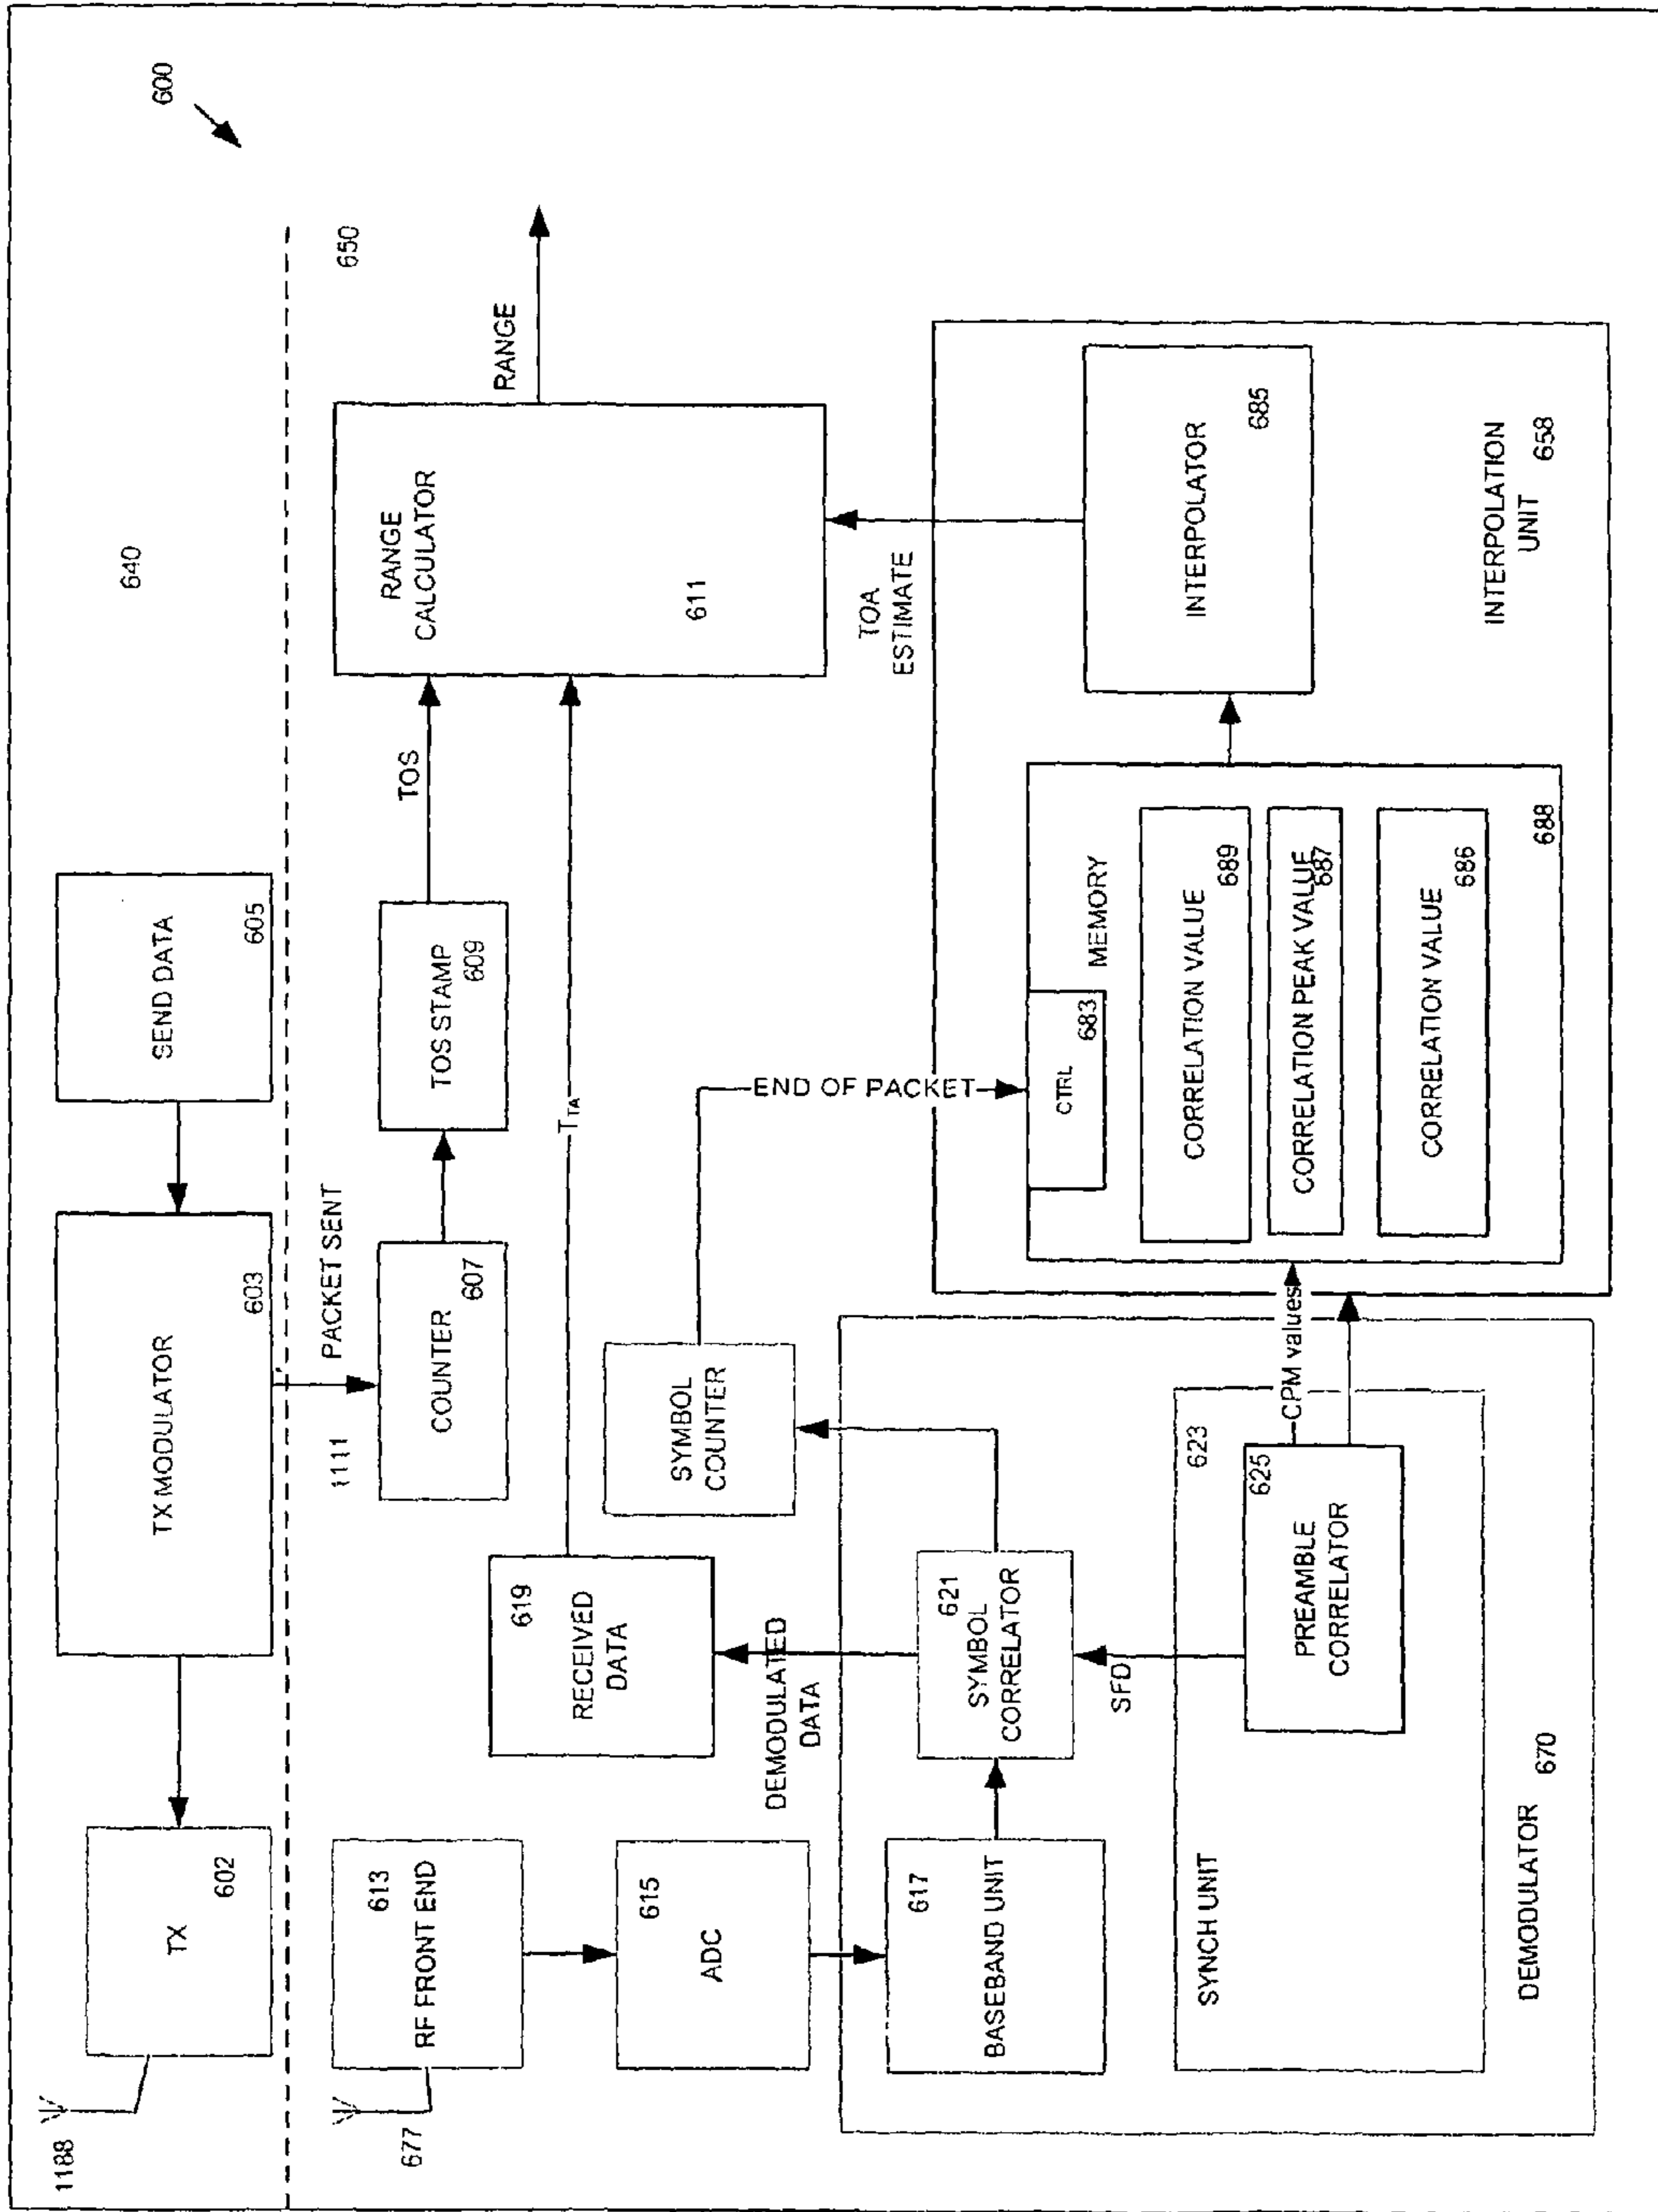 600
640
SEND DATA
605
TX MODULATOR
603
TX
602
1188
650
RANGE
RANGE
CALCULATOR
611
TOS
TOS STAMP
609
COUNTER
607
PACKET SENT
1111
T_TA
RECEIVED
DATA
619
613
RF FRONT END
677
615
ADC
DEMODULATED
DATA
SYMBOL
COUNTER
END OF PACKET
TOA
ESTIMATE
617
BASEBAND UNIT
621
SYMBOL
CORRELATOR
SFD
623
625
PREAMBLE
CORRELATOR
SYNCH UNIT
DEMODULATOR
670
CPM values
CTRL
683
MEMORY
CORRELATION VALUE
689
CORRELATION PEAK VALUE
687
CORRELATION VALUE
686
688
INTERPOLATOR
685
INTERPOLATION
UNIT
658